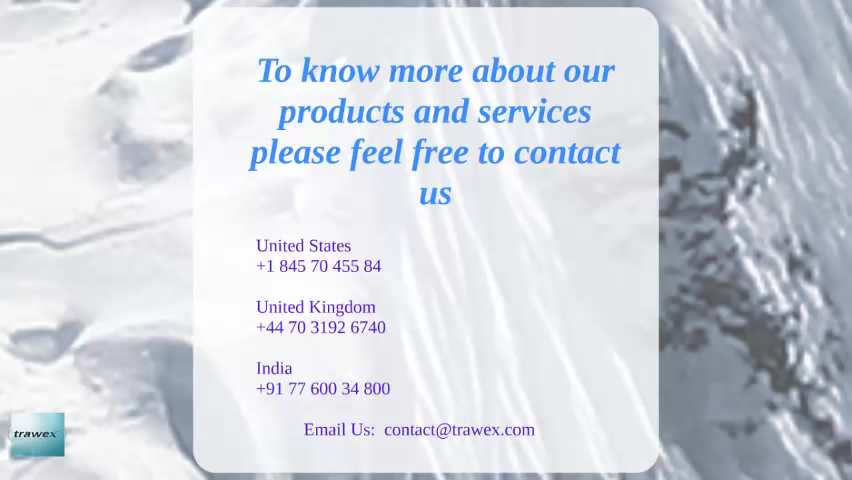 To know more about our
products and services
please feel free to contact
us
United States
+1 845 70 455 84
United Kingdom
+44 70 3192 6740
India
+91 77 600 34 800
Email Us:  contact@trawex.com
trawex